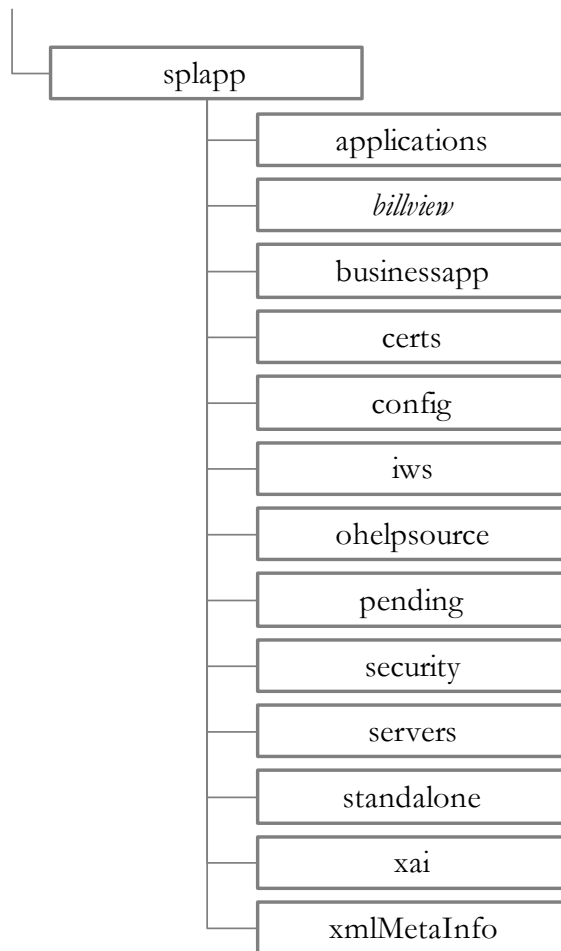 splapp
applications
billview
businessapp
certs
config
iws
ohelpsource
pending
security
servers
standalone
xai
xmlMetaInfo